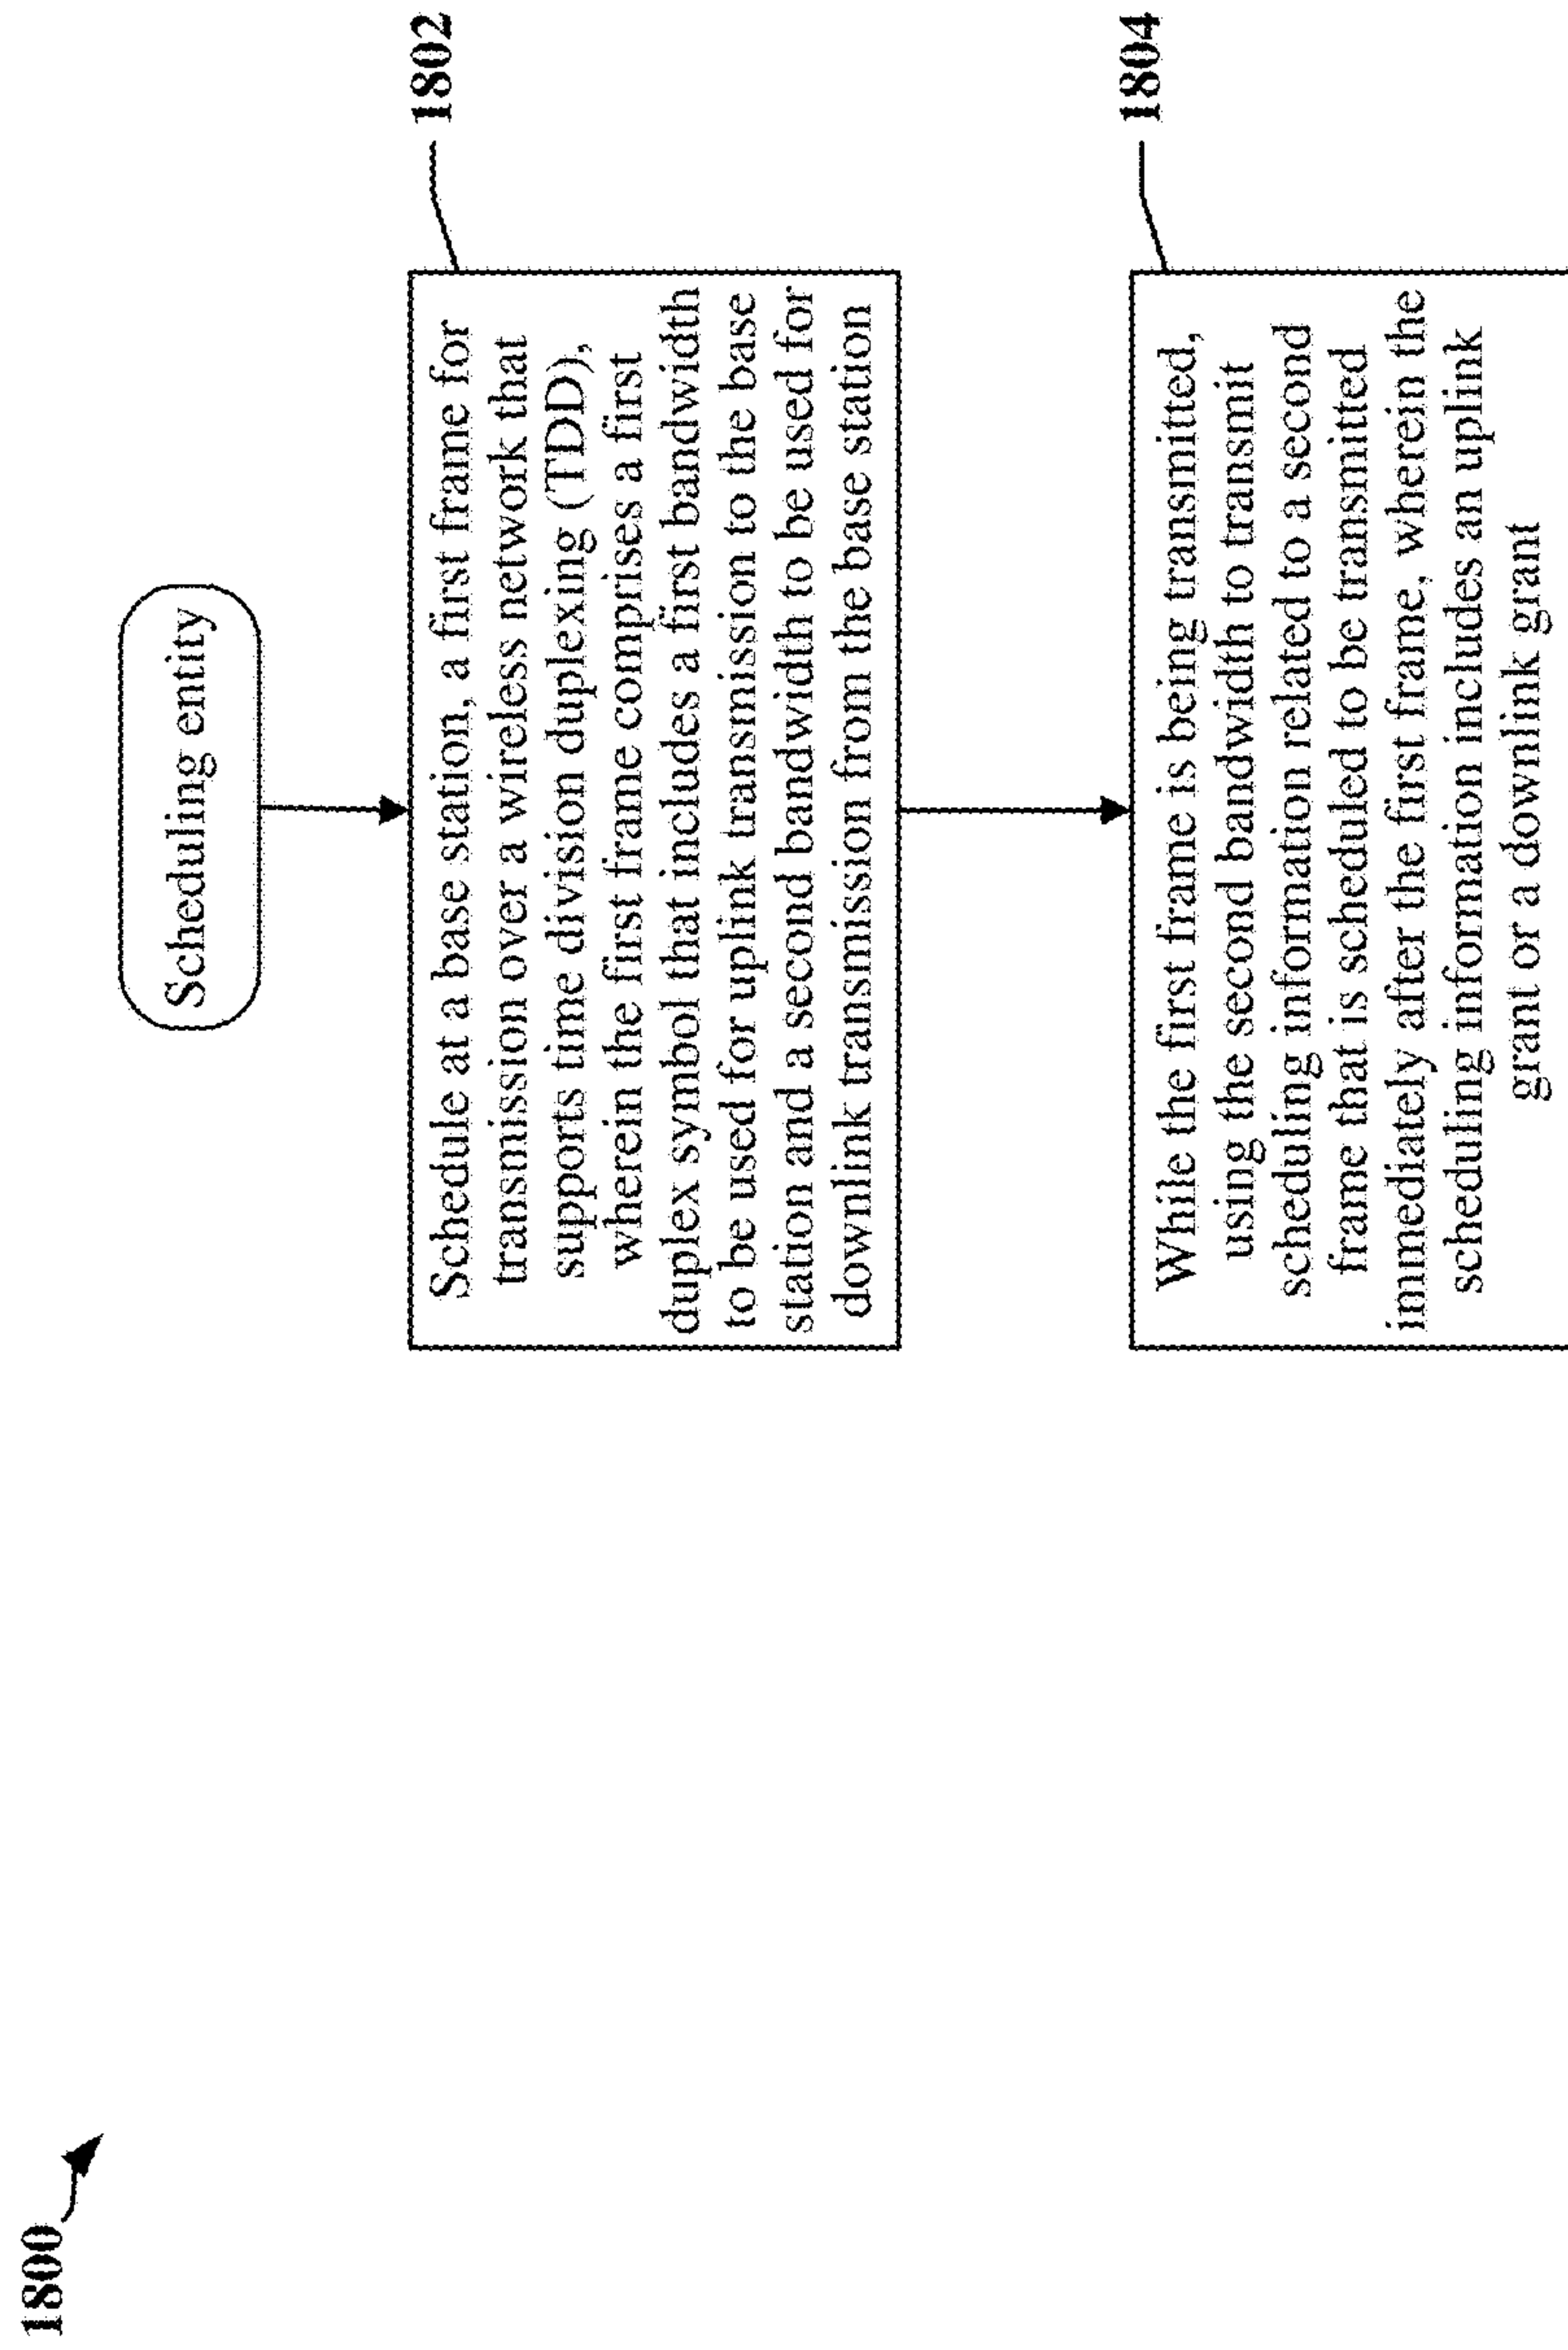 1800
Scheduling entity
1802
Schedule at a base station, a first frame for
transmission over a wireless network that
supports time division duplexing (TDD),
wherein the first frame comprises a first
duplex symbol that includes a first bandwidth
to be used for uplink transmission to the base
station and a second bandwidth to be used for
downlink transmission from the base station
1804
While the first frame is being transmitted,
using the second bandwidth to transmit
scheduling information related to a second
frame that is scheduled to be transmitted
immediately after the first frame, wherein the
scheduling information includes an uplink
grant or a downlink grant